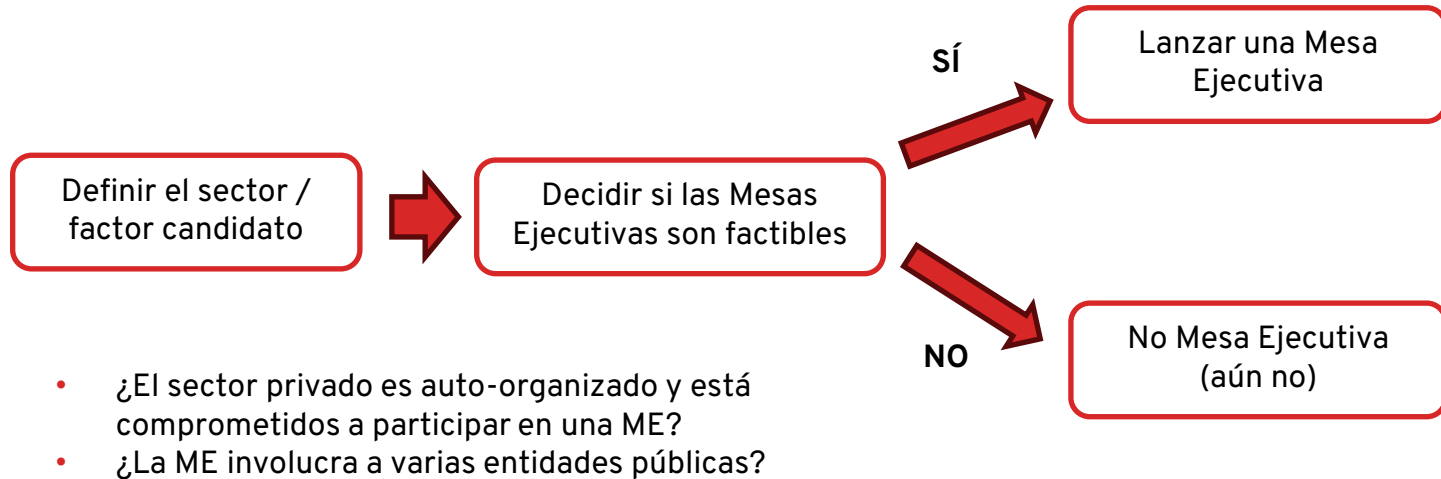 SÍ
Lanzar una Mesa
Ejecutiva
Definir el sector /
factor candidato
Decidir si las Mesas
Ejecutivas son factibles
NO
No Mesa Ejecutiva
(aún no)
• ¿El sector privado es auto-organizado y está
comprometidos a participar en una ME?
• ¿La ME involucra a varias entidades públicas?